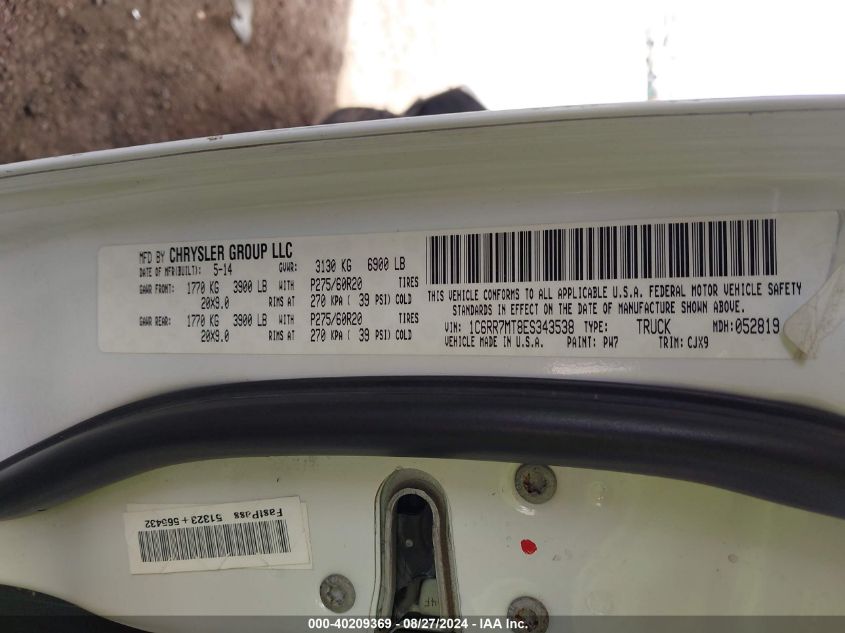 MFD BY CHRYSLER GROUP LLC
DATE OF MFR(BUILT): 5-14 GVWR: 3130 KG 6900 LB
GAWR FRONT: 1770 KG 3900 LB WITH P275/60R20 TIRES
20X9.0 RIMS AT 270 KPA ( 39 PSI) COLD
GAWR REAR: 1770 KG 3900 LB WITH P275/60R20 TIRES
20X9.0 RIMS AT 270 KPA ( 39 PSI) COLD
THIS VEHICLE CONFORMS TO ALL APPLICABLE U.S.A. FEDERAL MOTOR VEHICLE SAFETY
STANDARDS IN EFFECT ON THE DATE OF MANUFACTURE SHOWN ABOVE.
VIN: 1C6RR7MT8ES343538 TYPE: TRUCK MDH: 052819
VEHICLE MADE IN U.S.A. PAINT: PW7 TRIM: CJX9
FastPass 51323 + 565432
4F
000-40209369 - 08/27/2024 - IAA Inc.